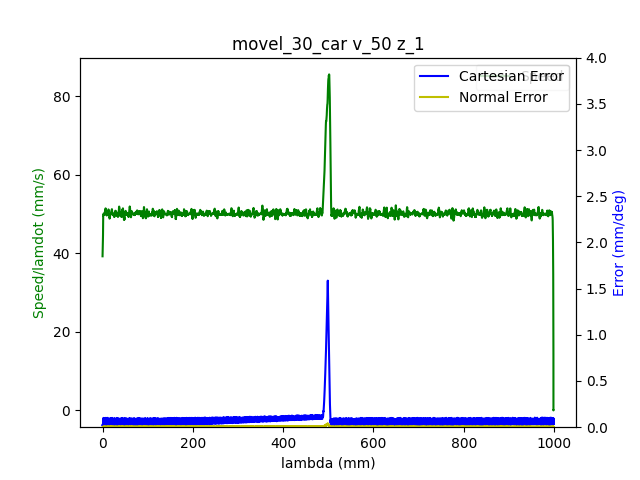 movel_30_car v_50 z_1
Cartesian Error
Normal Error
Speed/lamdot (mm/s)
80
60
40
20
0
4.0
3.5
3.0
2.5
2.0
1.5
1.0
0.5
0.0
Error (mm/deg)
0 200 400 600 800 1000
lambda (mm)